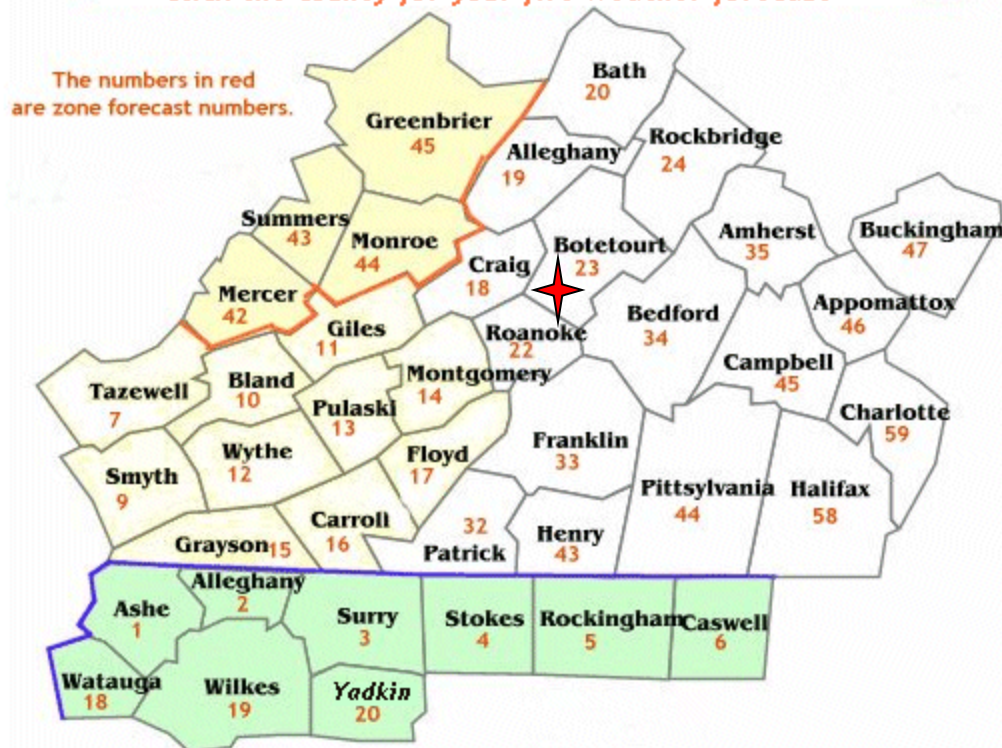 The numbers in red
are zone forecast numbers.
Bath
20
Greenbrier
45
Rockbridge
24
Alleghany
19
Summers
43
Monroe
44
Botetourt
23
Amherst
35
Buckingham
47
Craig
18
Mercer
42
Giles
11
Roanoke
22
Bedford
34
Appomattox
46
Campbell
45
Tazewell
7
Bland
10
Montgomery
14
Pulaski
13
Charlotte
59
Smyth
9
Wythe
12
Floyd
17
Franklin
33
Pittsylvania
44
Halifax
58
Grayson 15
Carroll
16
32
Patrick
Henry
43
Ashe
1
Alleghany
2
Surry
3
Stokes
4
Rockingham
5
Caswell
6
Watauga
18
Wilkes
19
Yadkin
20